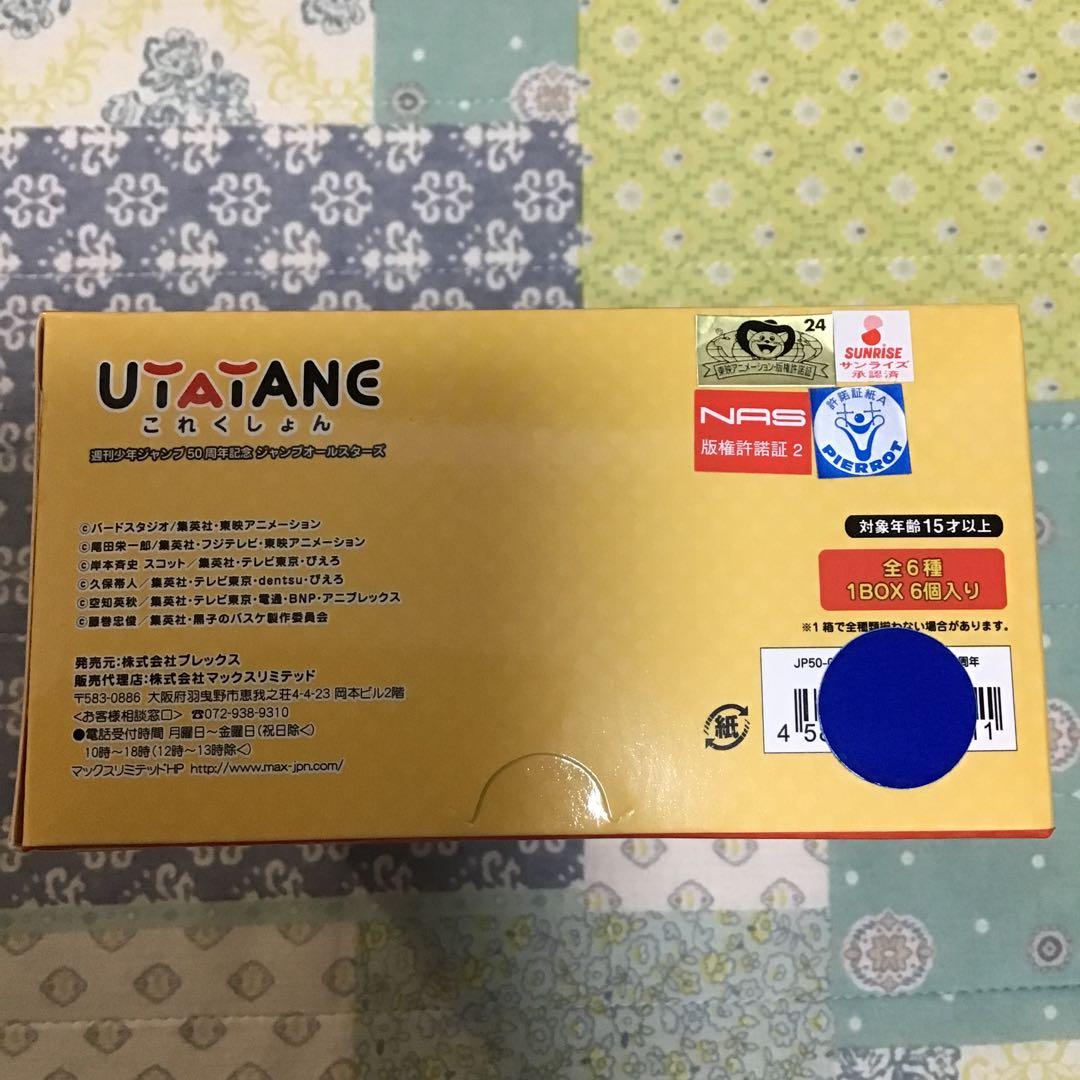 UTATANE
これくしょん
週刊少年ジャンプ50周年記念 ジャンプオールスターズ
24
東映アニメーション・版権許諾証
SUNRISE
サンライズ
承認済
NAS
版権許諾証2
許諾証紙A
PIERROT
©バードスタジオ/集英社・東映アニメーション
©尾田栄一郎/集英社・フジテレビ・東映アニメーション
©岸本斉史 スコット/集英社・テレビ東京・ぴえろ
©久保帯人/集英社・テレビ東京・dentsu・ぴえろ
©空知英秋/集英社・テレビ東京・電通・BNP・アニプレックス
©藤巻忠俊/集英社・黒子のバスケ製作委員会
対象年齢15才以上
全6種
1BOX 6個入り
※1箱で全種類揃わない場合があります。
発売元:株式会社プレックス
販売代理店:株式会社マックスリミテッド
〒583-0886 大阪府羽曳野市恵我之荘4-4-23 岡本ビル2階
<お客様相談窓口> ☎072-938-9310
●電話受付時間 月曜日～金曜日(祝日除く)
10時～18時(12時～13時除く)
マックスリミテッドHP http://www.max-jpn.com/
紙
JP50-
周年
4 58
11